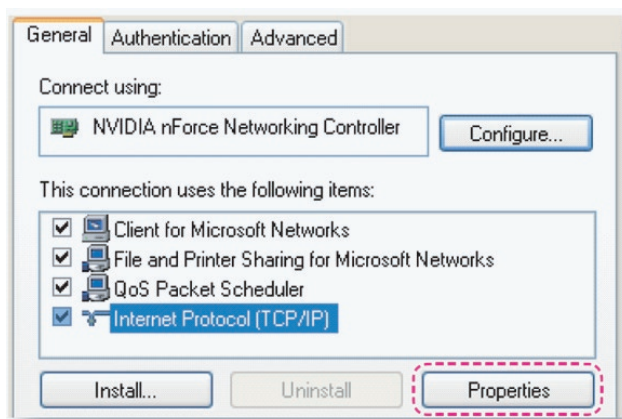 General Authentication Advanced
Connect using:
NVIDIA nForce Networking Controller Configure...
This connection uses the following items:
Client for Microsoft Networks
File and Printer Sharing for Microsoft Networks
QoS Packet Scheduler
Internet Protocol (TCP/IP)
Install... Uninstall Properties